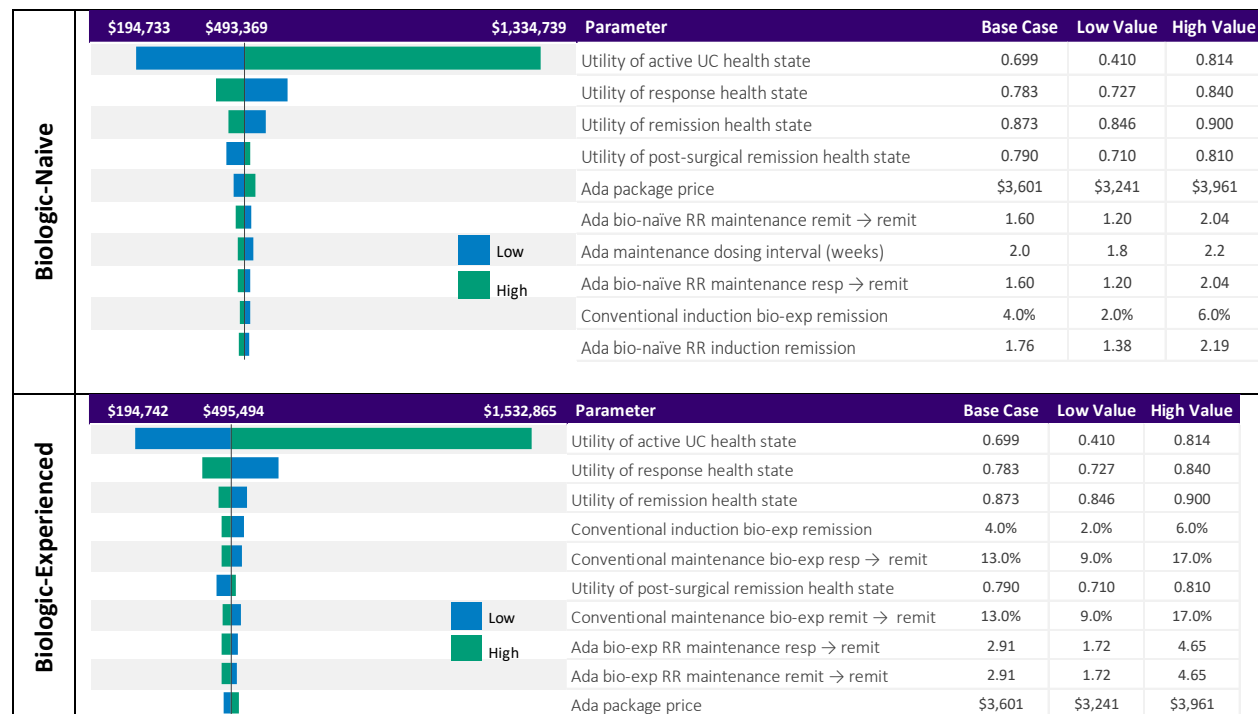 Biologic-Naive
$194,733 $493,369 $1,334,739 Parameter Base Case Low Value High Value
Utility of active UC health state 0.699 0.410 0.814
Utility of response health state 0.783 0.727 0.840
Utility of remission health state 0.873 0.846 0.900
Utility of post-surgical remission health state 0.790 0.710 0.810
Ada package price $3,601 $3,241 $3,961
Ada bio-naïve RR maintenance remit → remit 1.60 1.20 2.04
Ada maintenance dosing interval (weeks) 2.0 1.8 2.2
Ada bio-naïve RR maintenance resp → remit 1.60 1.20 2.04
Conventional induction bio-exp remission 4.0% 2.0% 6.0%
Ada bio-naïve RR induction remission 1.76 1.38 2.19
Low
High
Biologic-Experienced
$194,742 $495,494 $1,532,865 Parameter Base Case Low Value High Value
Utility of active UC health state 0.699 0.410 0.814
Utility of response health state 0.783 0.727 0.840
Utility of remission health state 0.873 0.846 0.900
Conventional induction bio-exp remission 4.0% 2.0% 6.0%
Conventional maintenance bio-exp resp → remit 13.0% 9.0% 17.0%
Utility of post-surgical remission health state 0.790 0.710 0.810
Conventional maintenance bio-exp remit → remit 13.0% 9.0% 17.0%
Ada bio-exp RR maintenance resp → remit 2.91 1.72 4.65
Ada bio-exp RR maintenance remit → remit 2.91 1.72 4.65
Ada package price $3,601 $3,241 $3,961
Low
High